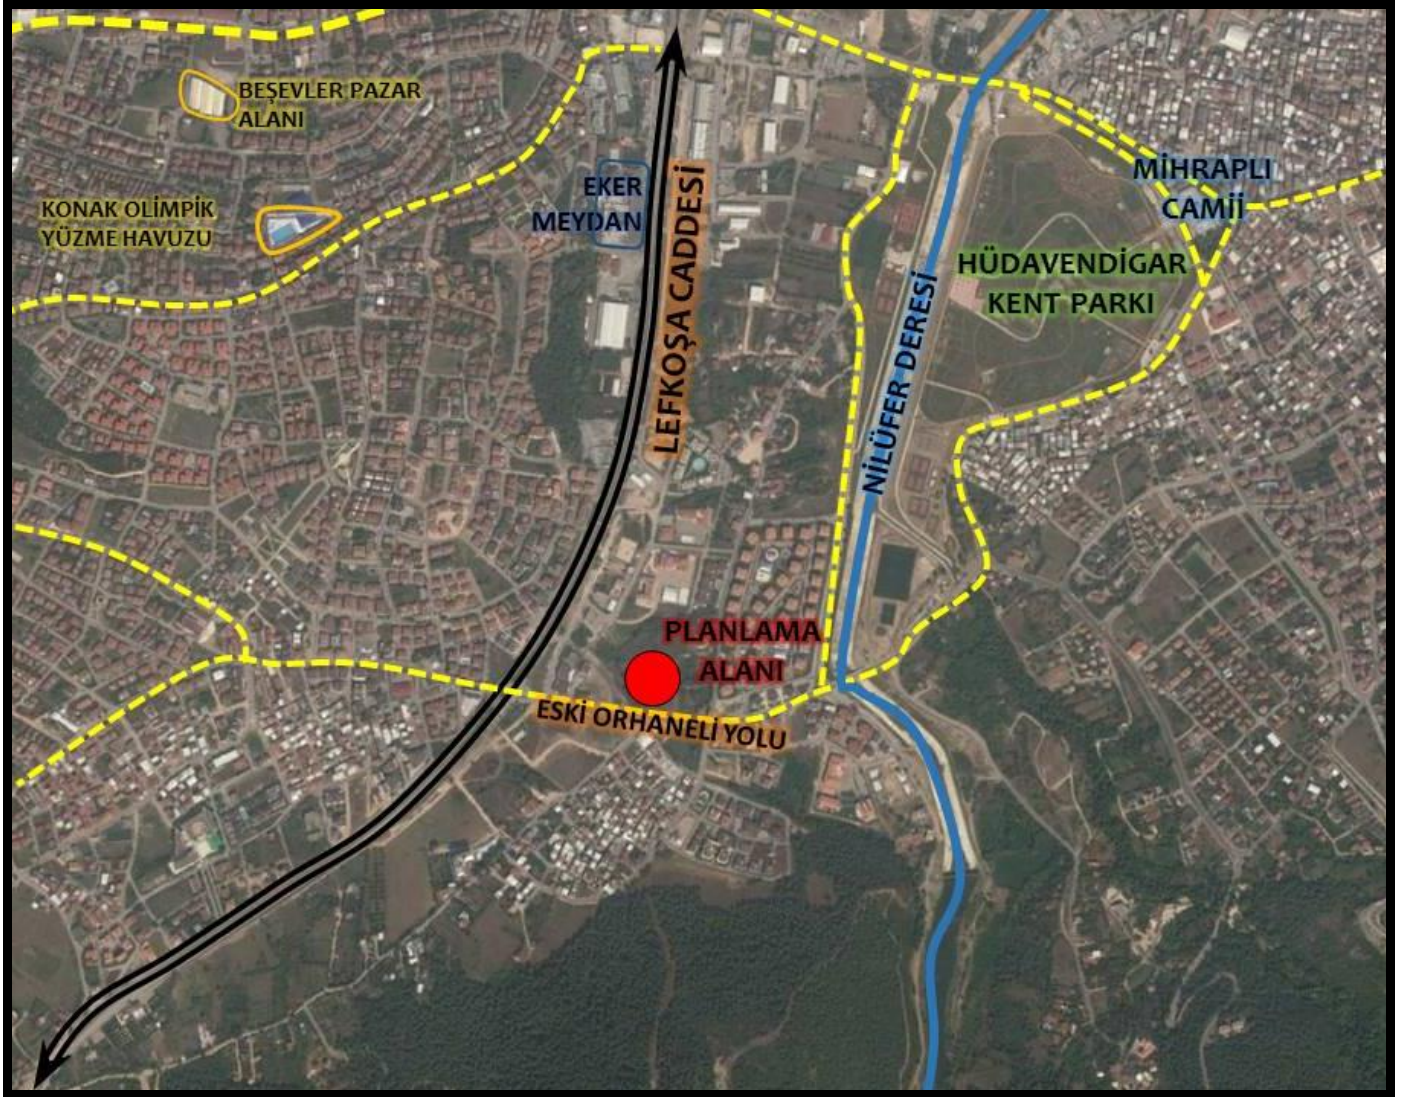 BEŞEVLER PAZAR
ALANI
KONAK OLİMPİK
YÜZME HAVUZU
EKER
MEYDAN
LEFKOŞA CADDESİ
MİHRAPLI
CAMİİ
HÜDAVENDİGAR
KENT PARKI
NİLÜFER DERESİ
PLANLAMA
ALANI
ESKİ ORHANELİ YOLU